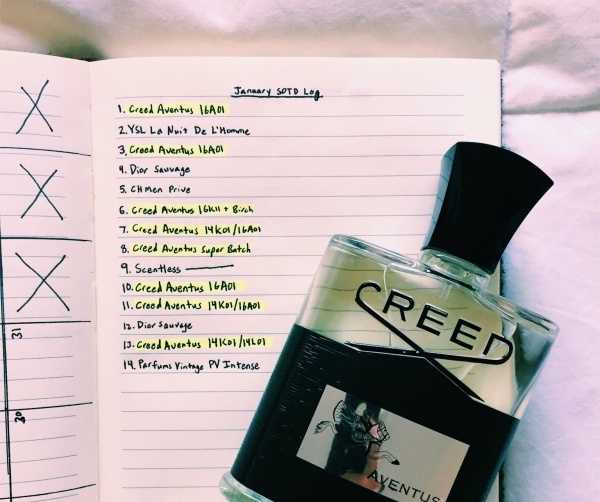 January SOTD Log
1. Creed Aventus 16A01
2. YSL La Nuit De L'Homme
3. Creed Aventus 16A01
4. Dior Sauvage
5. CH Men Prive
6. Creed Aventus 16K11 + Birch
7. Creed Aventus 14K01/16A01
8. Creed Aventus Super Batch
9. Scentless
10. Creed Aventus 16A01
11. Creed Aventus 14K01/16A01
12. Dior Sauvage
13. Creed Aventus 14K01/14L01
14. Parfums Vintage PV Intense
31
CREED
AVENTUS